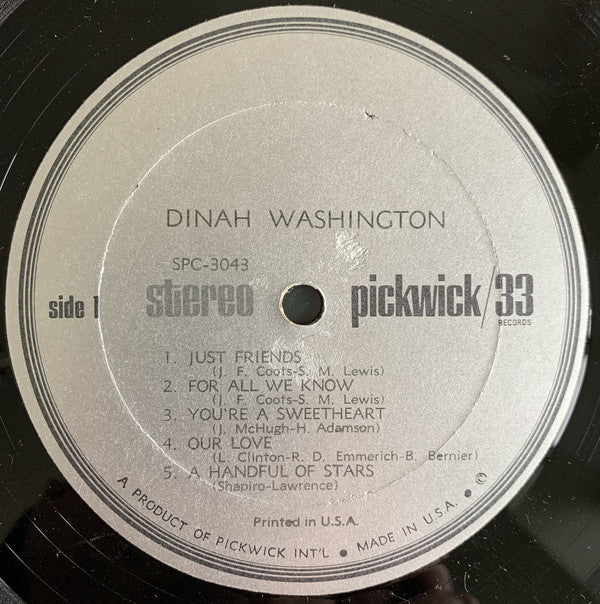 DINAH WASHINGTON
SPC-3043
side 1 stereo pickwick/33
RECORDS
1. JUST FRIENDS
(J. F. Coots-S. M. Lewis)
2. FOR ALL WE KNOW
(J. F. Coots-S. M. Lewis)
3. YOU'RE A SWEETHEART
(J. McHugh-H. Adamson)
4. OUR LOVE
(L. Clinton-R. D. Emmerich-B. Bernier)
5. A HANDFUL OF STARS
(Shapiro-Lawrence)
Printed in U.S.A.
A PRODUCT OF PICKWICK INT'L ● MADE IN U.S.A. ● ©